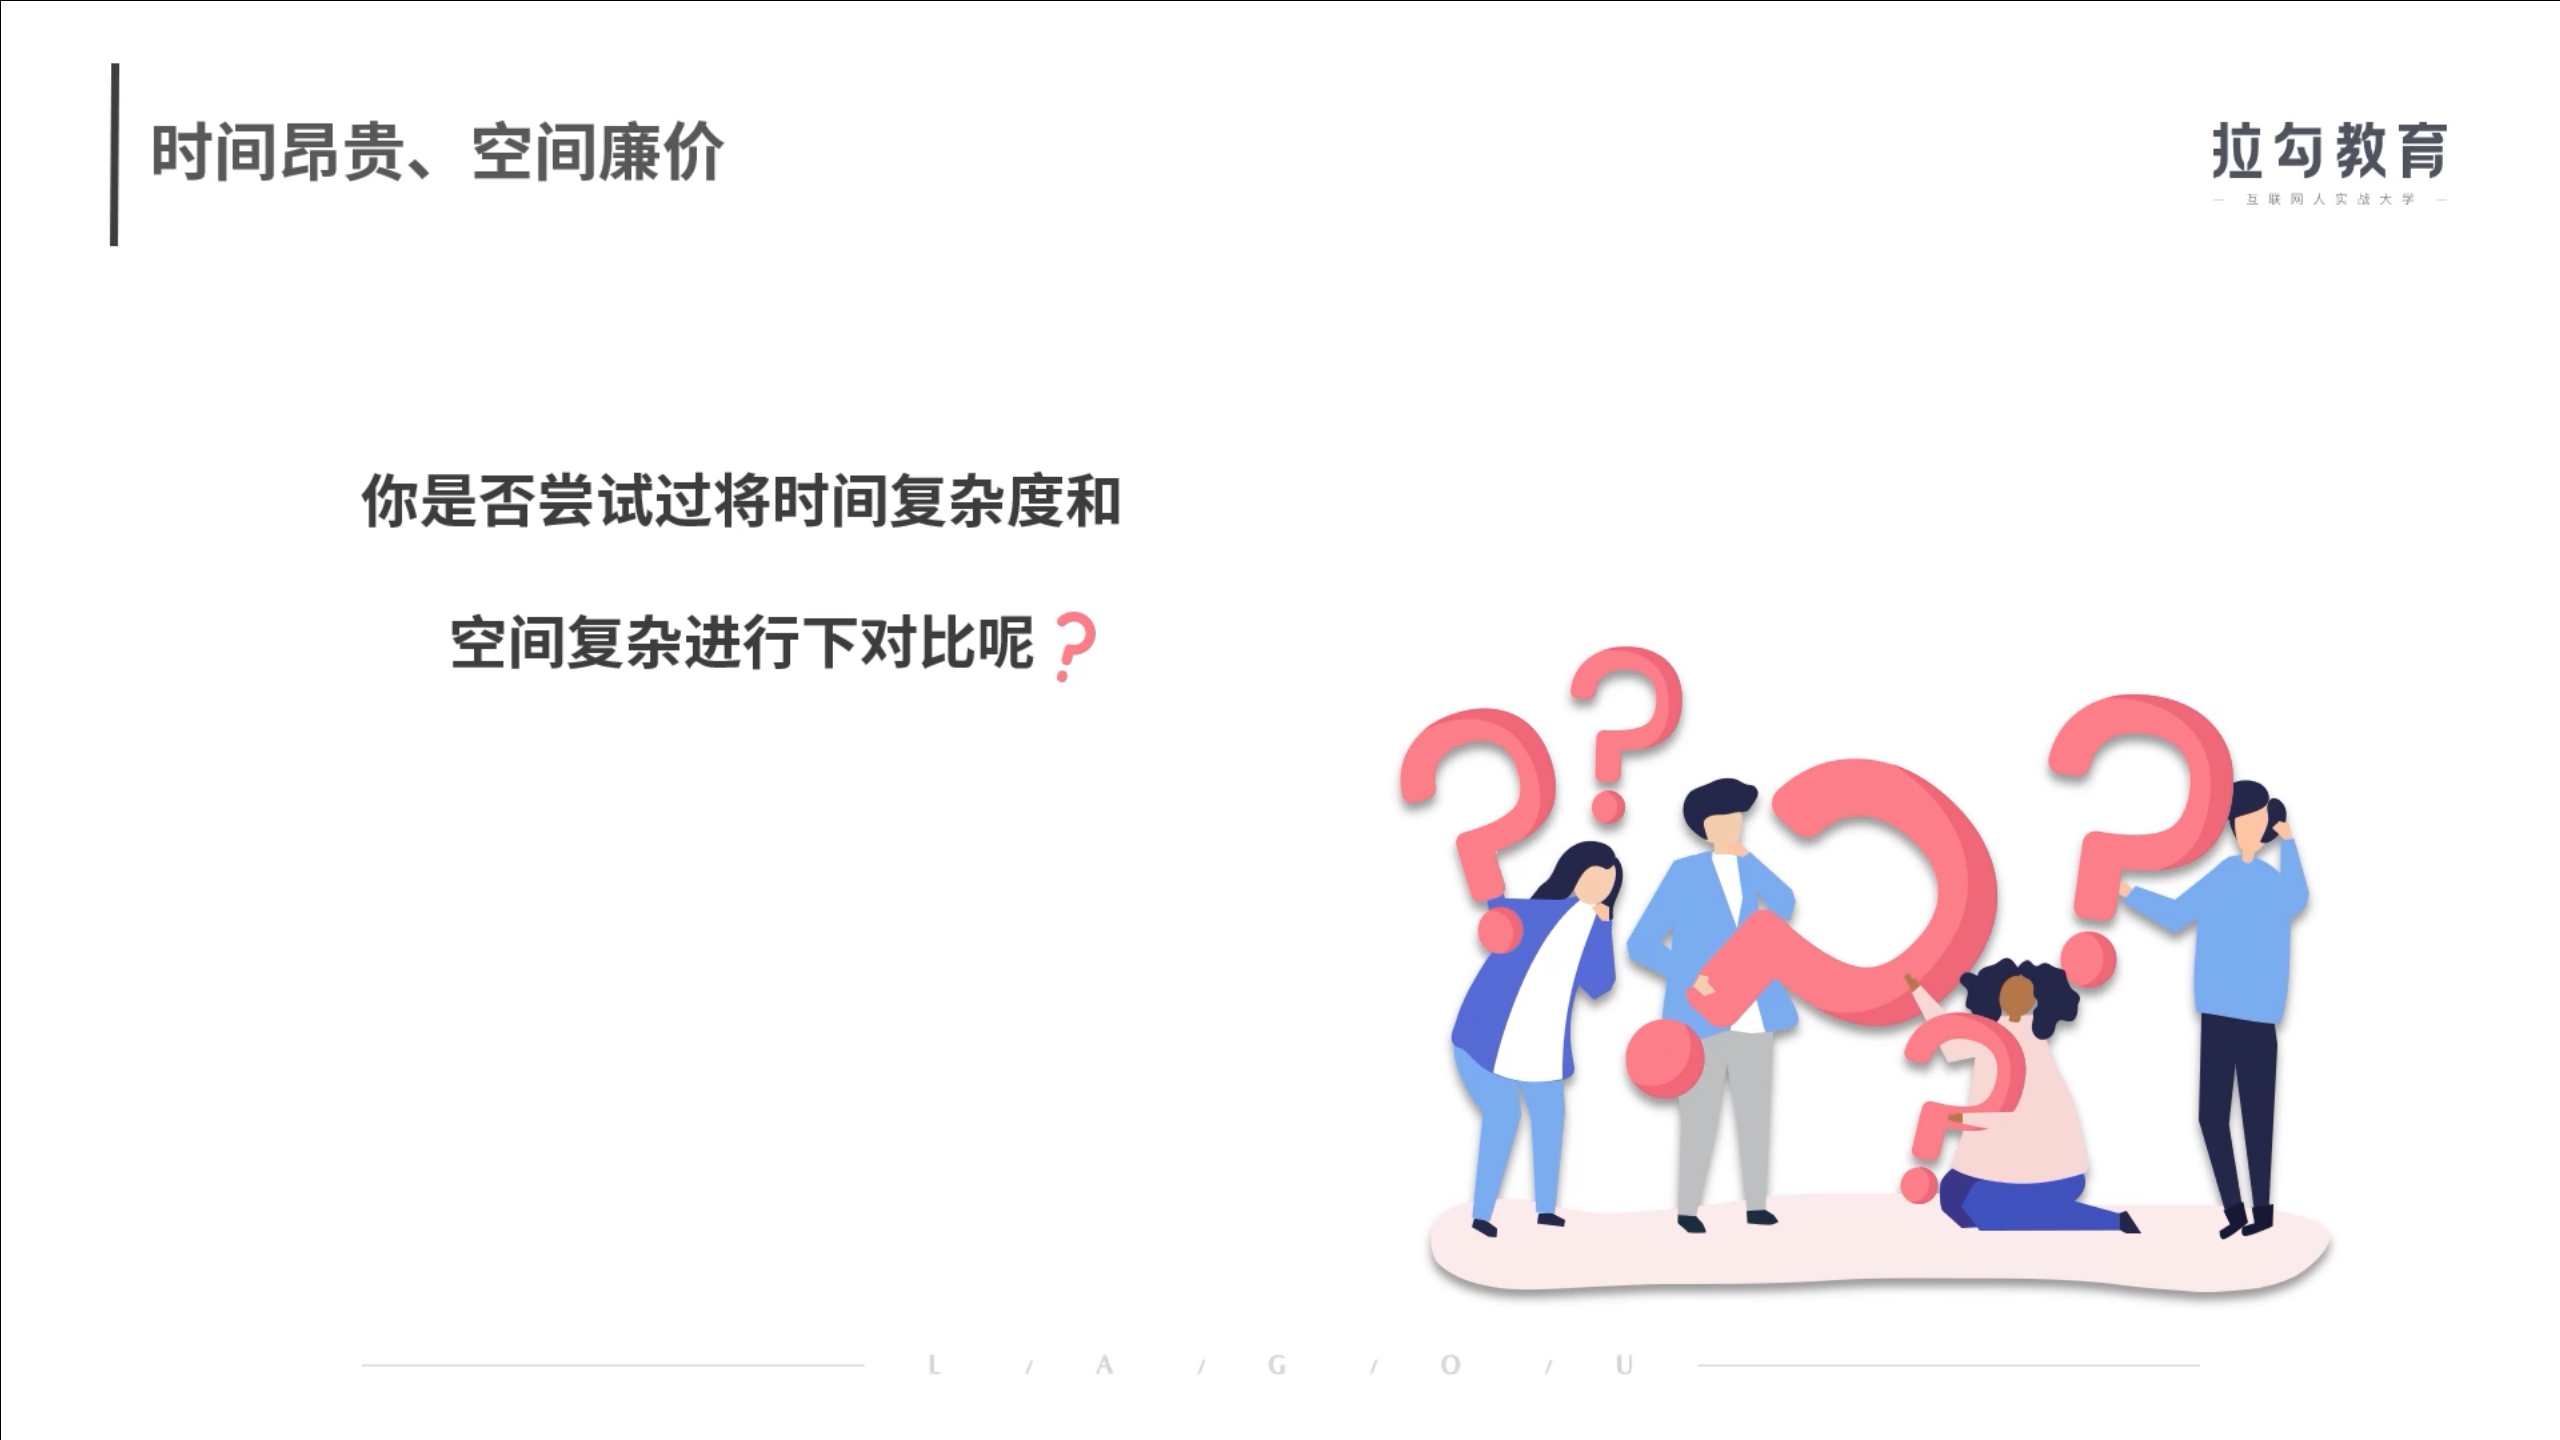 时间昂贵、空间廉价
拉勾教育
— 互联网人实战大学 —
你是否尝试过将时间复杂度和
空间复杂进行下对比呢?
L / A / G / O / U